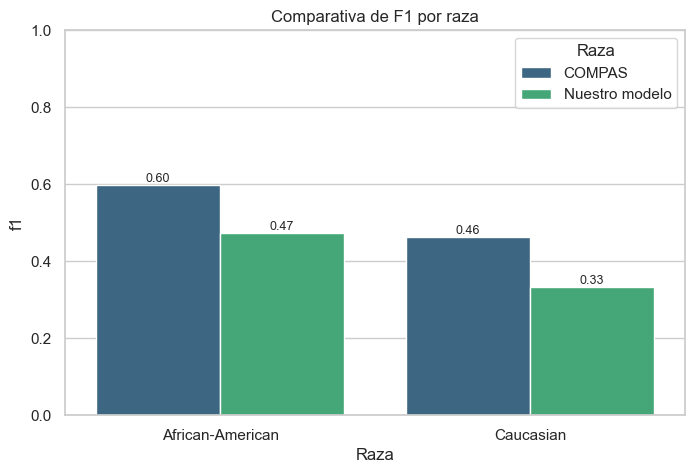 Comparativa de F1 por raza
Raza
COMPAS
Nuestro modelo
f1
1.0
0.8
0.6
0.4
0.2
0.0
0.60
0.47
0.46
0.33
African-American
Caucasian
Raza